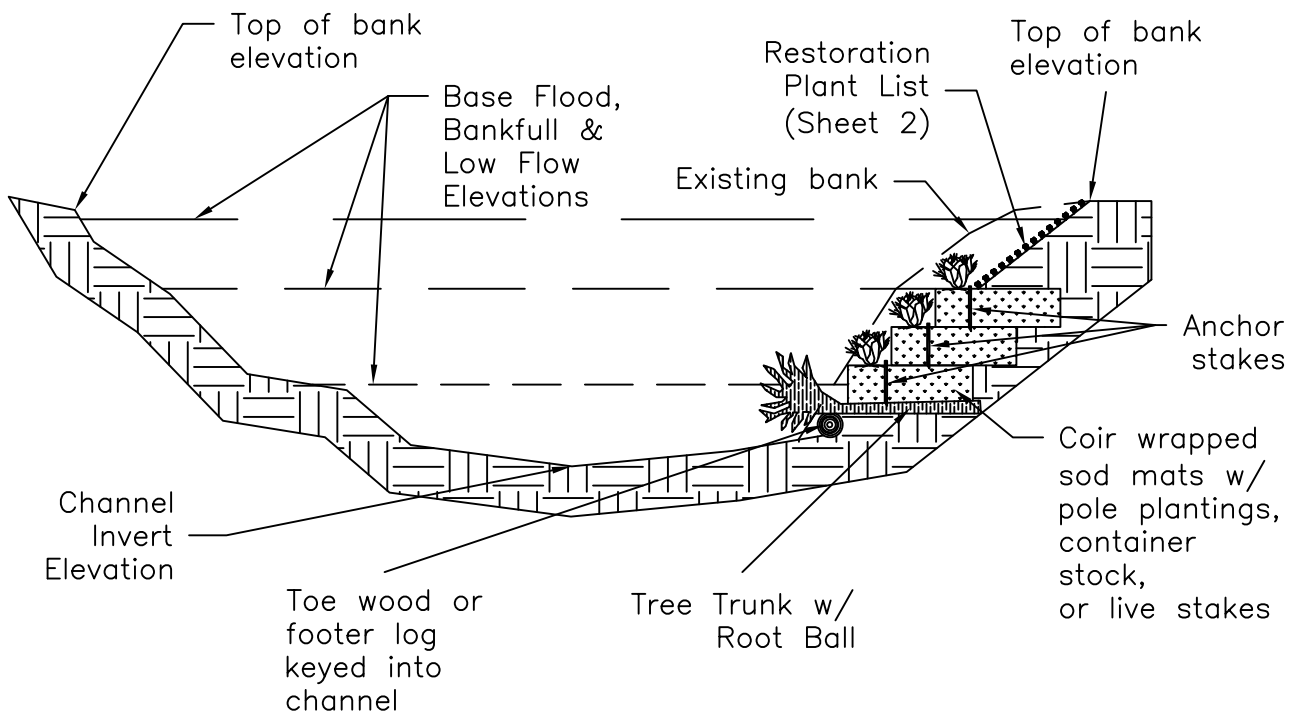 Top of bank
elevation
Base Flood,
Bankfull &
Low Flow
Elevations
Restoration
Plant List
(Sheet 2)
Top of bank
elevation
Existing bank
Anchor
stakes
Coir wrapped
sod mats w/
pole plantings,
container
stock,
or live stakes
Channel
Invert
Elevation
Toe wood or
footer log
keyed into
channel
Tree Trunk w/
Root Ball